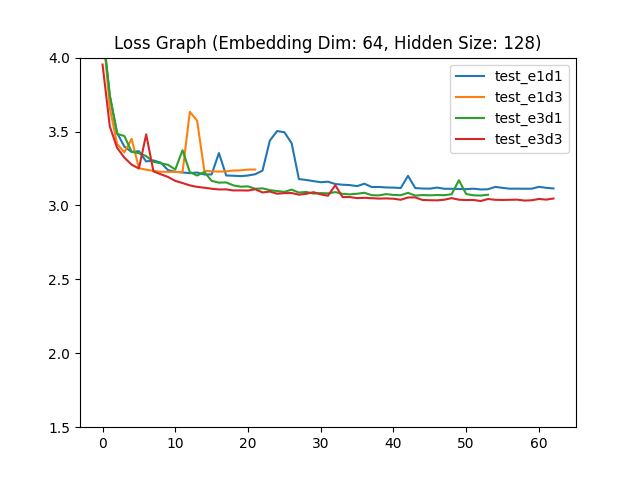 Loss Graph (Embedding Dim: 64, Hidden Size: 128)
4.0
3.5
3.0
2.5
2.0
1.5
0 10 20 30 40 50 60
test_e1d1
test_e1d3
test_e3d1
test_e3d3